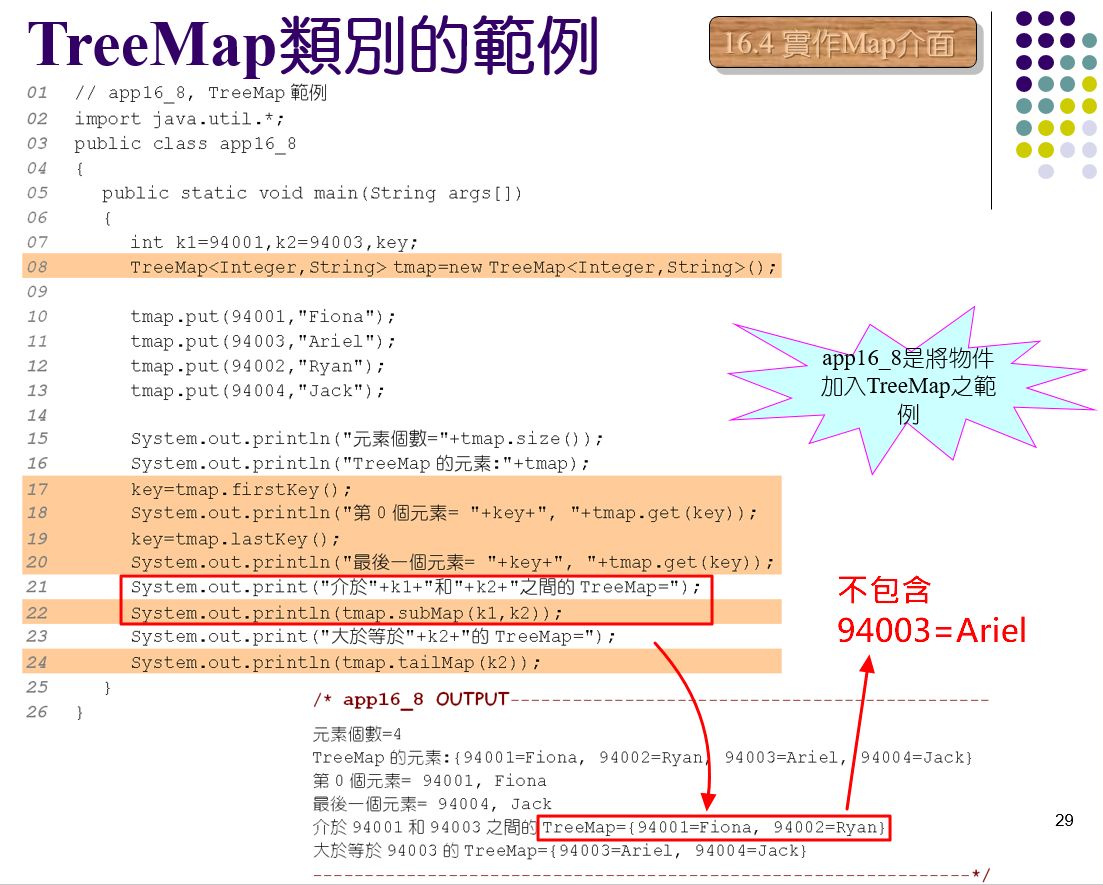 TreeMap類別的範例
16.4 實作Map介面
01 // app16_8, TreeMap 範例
02 import java.util.*;
03 public class app16_8
04 {
05 public static void main(String args[])
06 {
07 int k1=94001,k2=94003,key;
08 TreeMap<Integer,String> tmap=new TreeMap<Integer,String>();
09
10 tmap.put(94001,"Fiona");
11 tmap.put(94003,"Ariel");
12 tmap.put(94002,"Ryan");
13 tmap.put(94004,"Jack");
14
15 System.out.println("元素個數="+tmap.size());
16 System.out.println("TreeMap 的元素:"+tmap);
17 key=tmap.firstKey();
18 System.out.println("第 0 個元素= "+key+", "+tmap.get(key));
19 key=tmap.lastKey();
20 System.out.println("最後一個元素= "+key+", "+tmap.get(key));
21 System.out.print("介於"+k1+"和"+k2+"之間的 TreeMap=");
22 System.out.println(tmap.subMap(k1,k2));
23 System.out.print("大於等於"+k2+"的 TreeMap=");
24 System.out.println(tmap.tailMap(k2));
25 }
26 }
app16_8是將物件
加入TreeMap之範
例
不包含
94003=Ariel
/* app16_8 OUTPUT-----------------------------------------------
元素個數=4
TreeMap 的元素:{94001=Fiona, 94002=Ryan, 94003=Ariel, 94004=Jack}
第 0 個元素= 94001, Fiona
最後一個元素= 94004, Jack
介於 94001 和 94003 之間的 TreeMap={94001=Fiona, 94002=Ryan}
大於等於 94003 的 TreeMap={94003=Ariel, 94004=Jack}
----------------------------------------------------------------*/
29